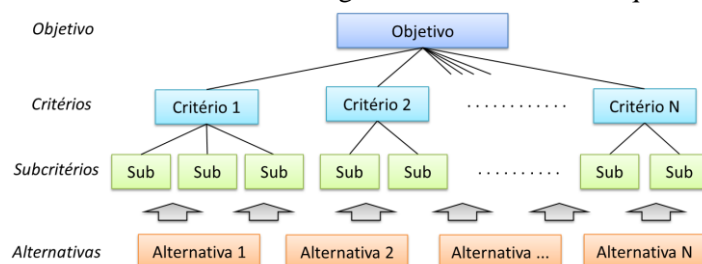 Objetivo Objetivo
Critérios Critério 1 Critério 2 . . . . . . . . . . . . . Critério N
Subcritérios Sub Sub Sub Sub Sub . . . . . . . . . . Sub Sub
Alternativas Alternativa 1 Alternativa 2 Alternativa ... Alternativa N